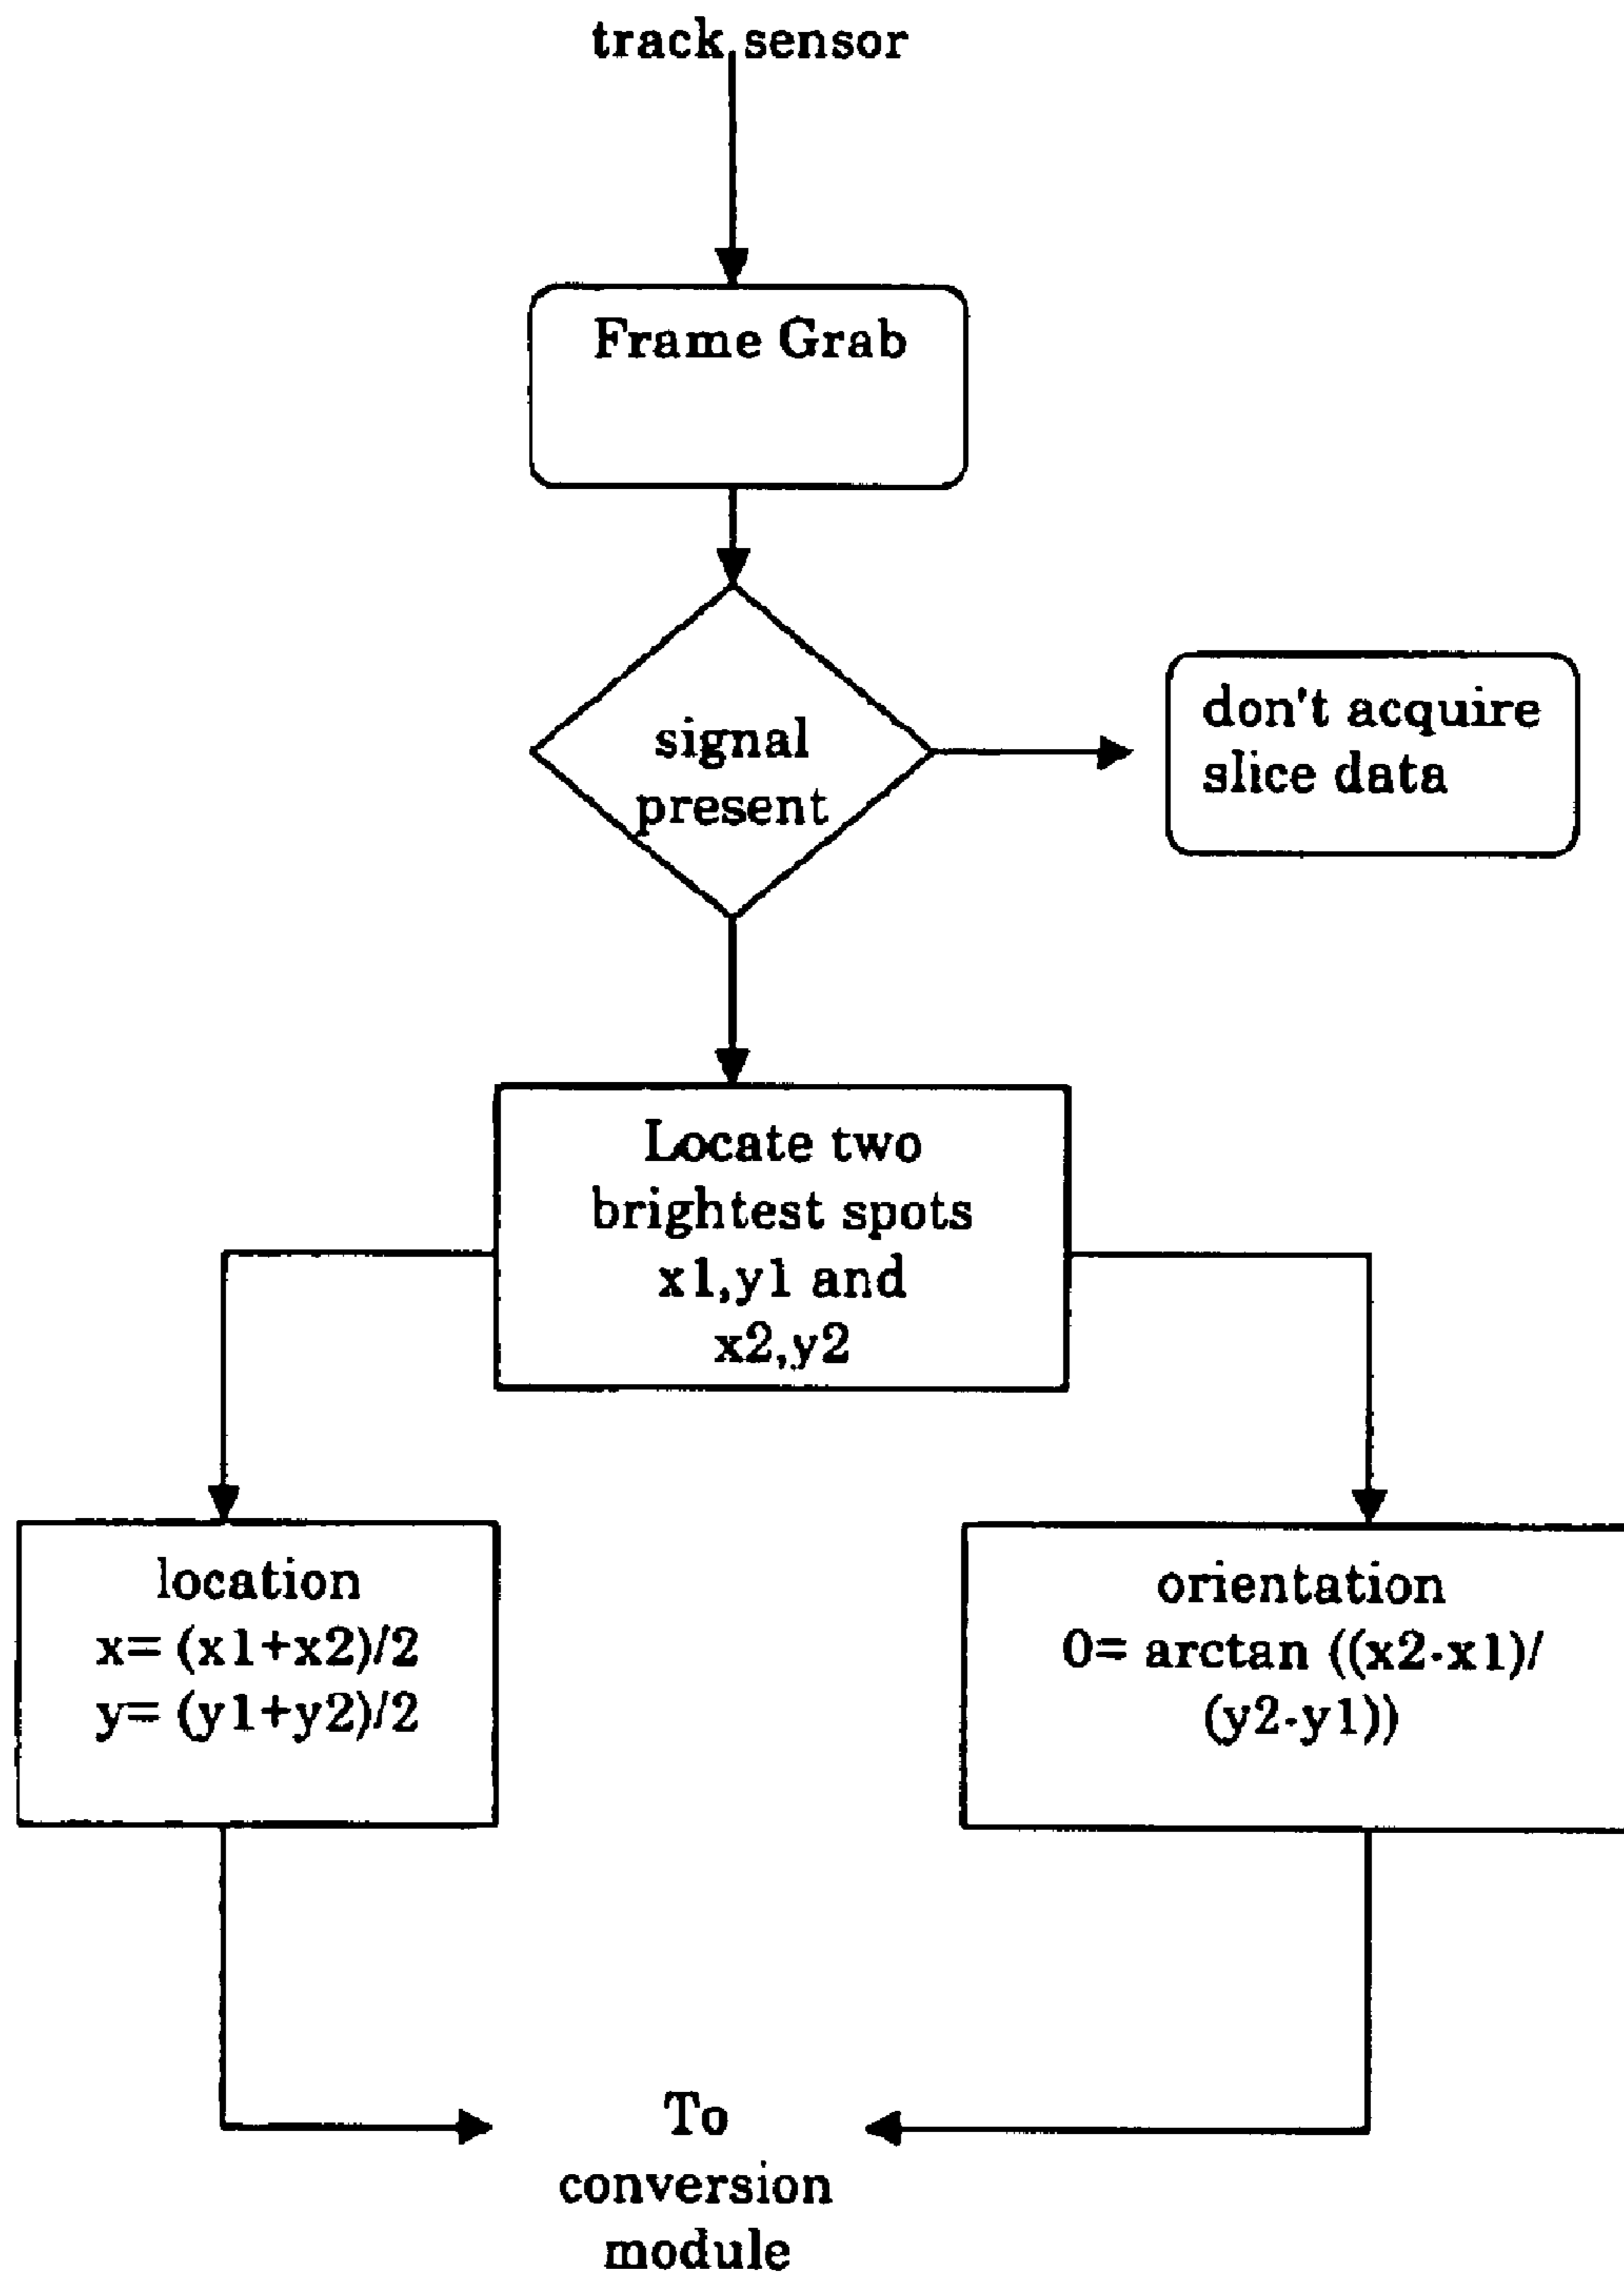 track sensor
Frame Grab
signal
present
don't acquire
slice data
Locate two
brightest spots
x1,y1 and
x2,y2
location
x= (x1+x2)/2
y= (y1+y2)/2
orientation
0= arctan ((x2-x1)/
(y2-y1))
To
conversion
module